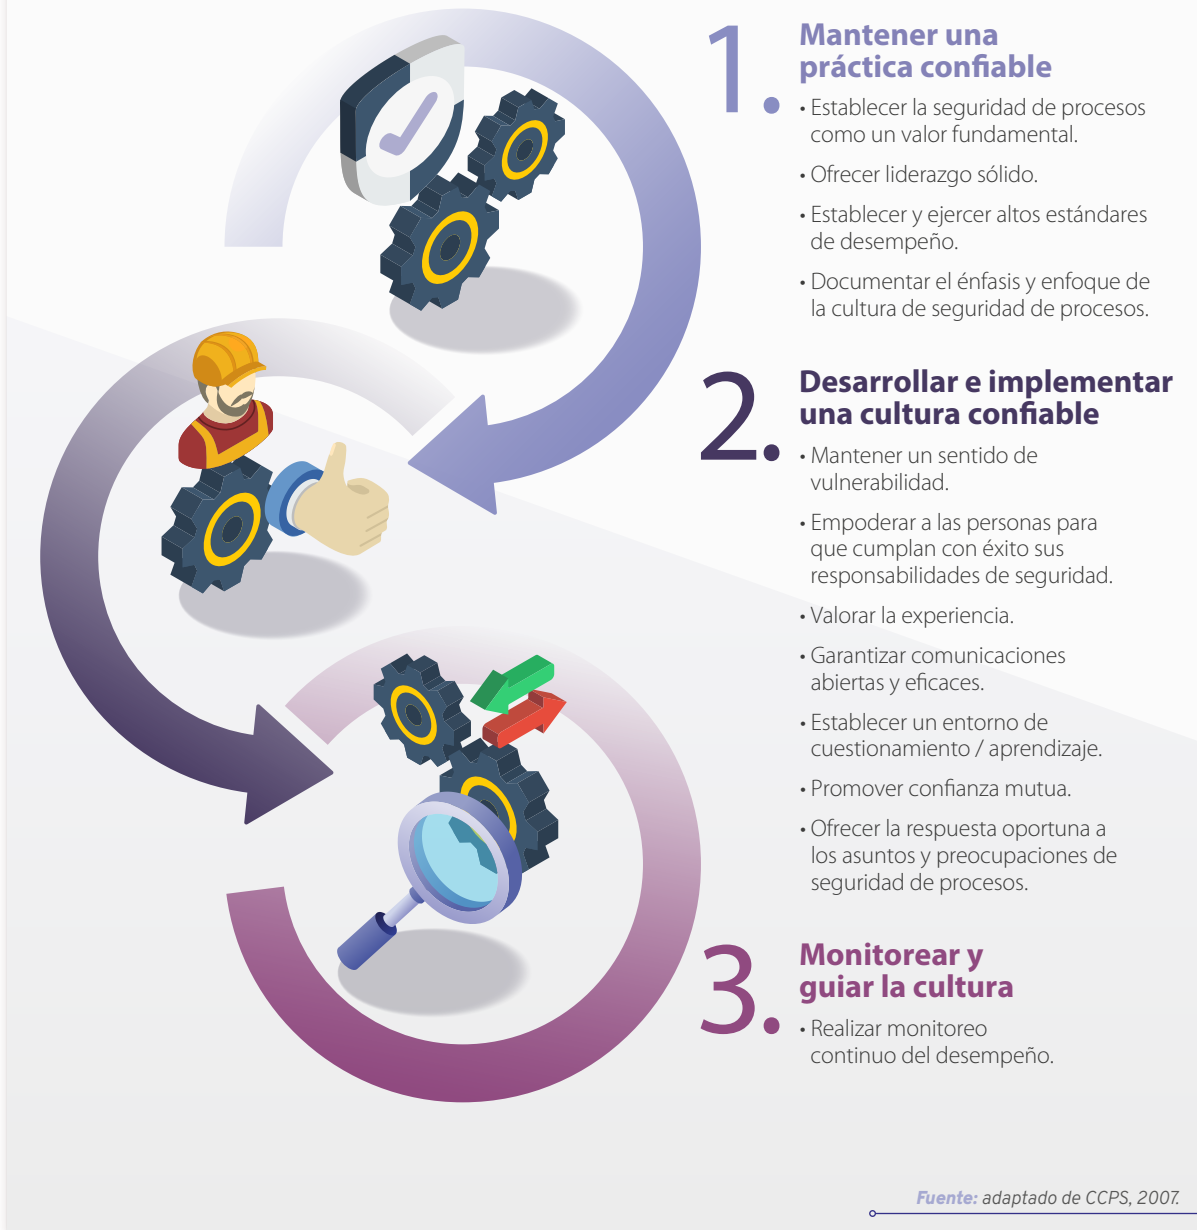 1.
Mantener una
práctica confiable
• Establecer la seguridad de procesos
como un valor fundamental.
• Ofrecer liderazgo sólido.
• Establecer y ejercer altos estándares
de desempeño.
• Documentar el énfasis y enfoque de
la cultura de seguridad de procesos.
2.
Desarrollar e implementar
una cultura confiable
• Mantener un sentido de
vulnerabilidad.
• Empoderar a las personas para
que cumplan con éxito sus
responsabilidades de seguridad.
• Valorar la experiencia.
• Garantizar comunicaciones
abiertas y eficaces.
• Establecer un entorno de
cuestionamiento / aprendizaje.
• Promover confianza mutua.
• Ofrecer la respuesta oportuna a
los asuntos y preocupaciones de
seguridad de procesos.
3.
Monitorear y
guiar la cultura
• Realizar monitoreo
continuo del desempeño.
Fuente: adaptado de CCPS, 2007.